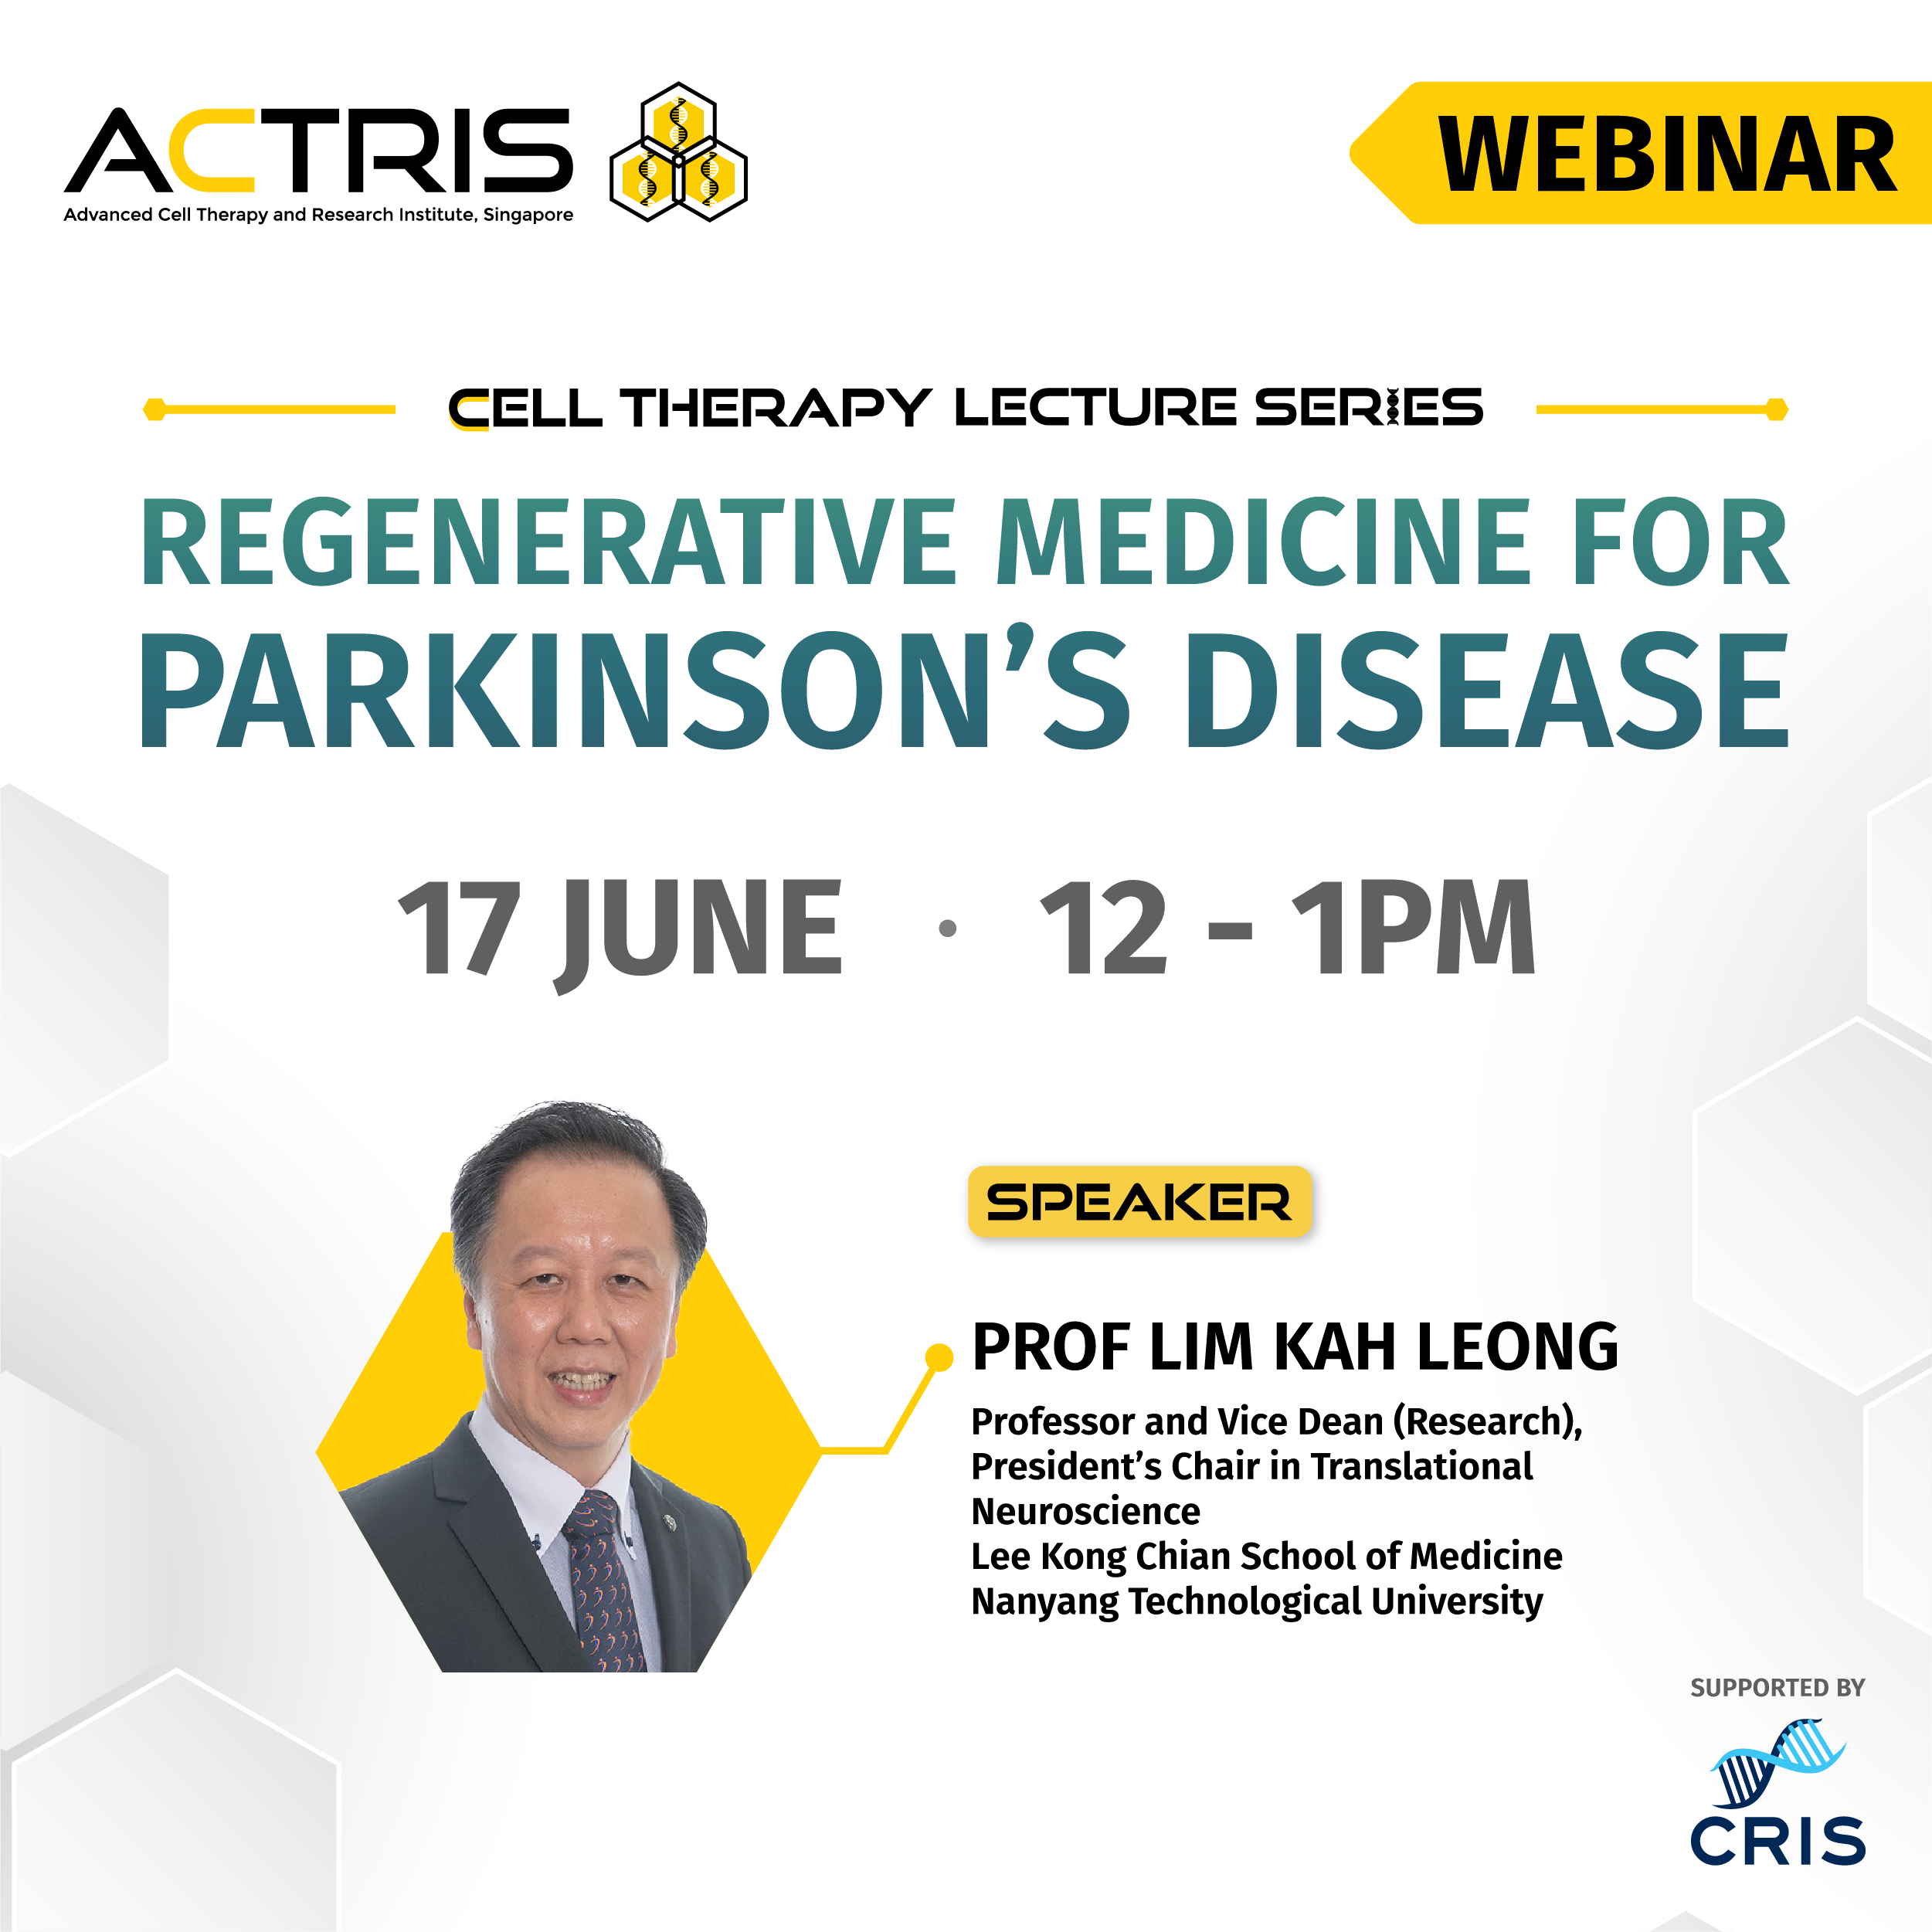 ACTRIS
Advanced Cell Therapy and Research Institute, Singapore
WEBINAR
CELL THERAPY LECTURE SERIES
REGENERATIVE MEDICINE FOR
PARKINSON’S DISEASE
17 JUNE • 12 - 1PM
SPEAKER
PROF LIM KAH LEONG
Professor and Vice Dean (Research),
President’s Chair in Translational
Neuroscience
Lee Kong Chian School of Medicine
Nanyang Technological University
SUPPORTED BY
CRIS